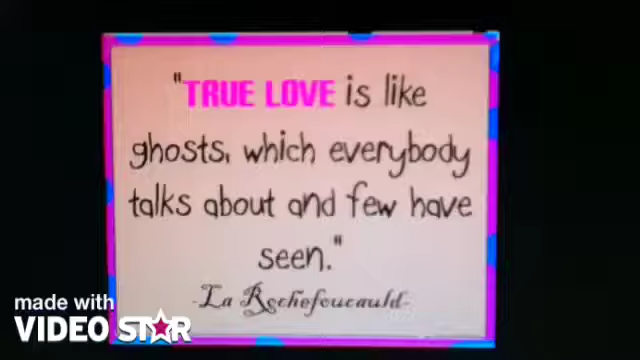 "TRUE LOVE is like
ghosts, which everybody
talks about and few have
seen."
-La Rochefoucauld-
made with
VIDEO STAR